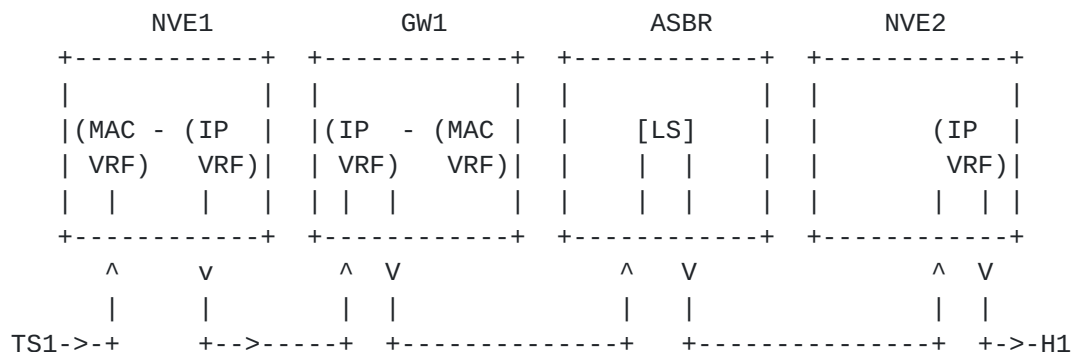 NVE1           GW1             ASBR           NVE2
     +------------+  +------------+  +------------+  +------------+
     |            |  |            |  |            |  |            |
     |(MAC - (IP  |  |(IP  - (MAC |  |    [LS]    |  |       (IP  |
     | VRF)   VRF)|  | VRF)   VRF)|  |    |  |    |  |        VRF)|
     |  |     |   |  | |  |       |  |    |  |    |  |       |  | |
     +------------+  +------------+  +------------+  +------------+
        ^     v        ^  V               ^  V               ^  V
        |     |        |  |               |  |               |  |
  TS1->-+     +-->-----+  +---------------+  +---------------+  +->-H1